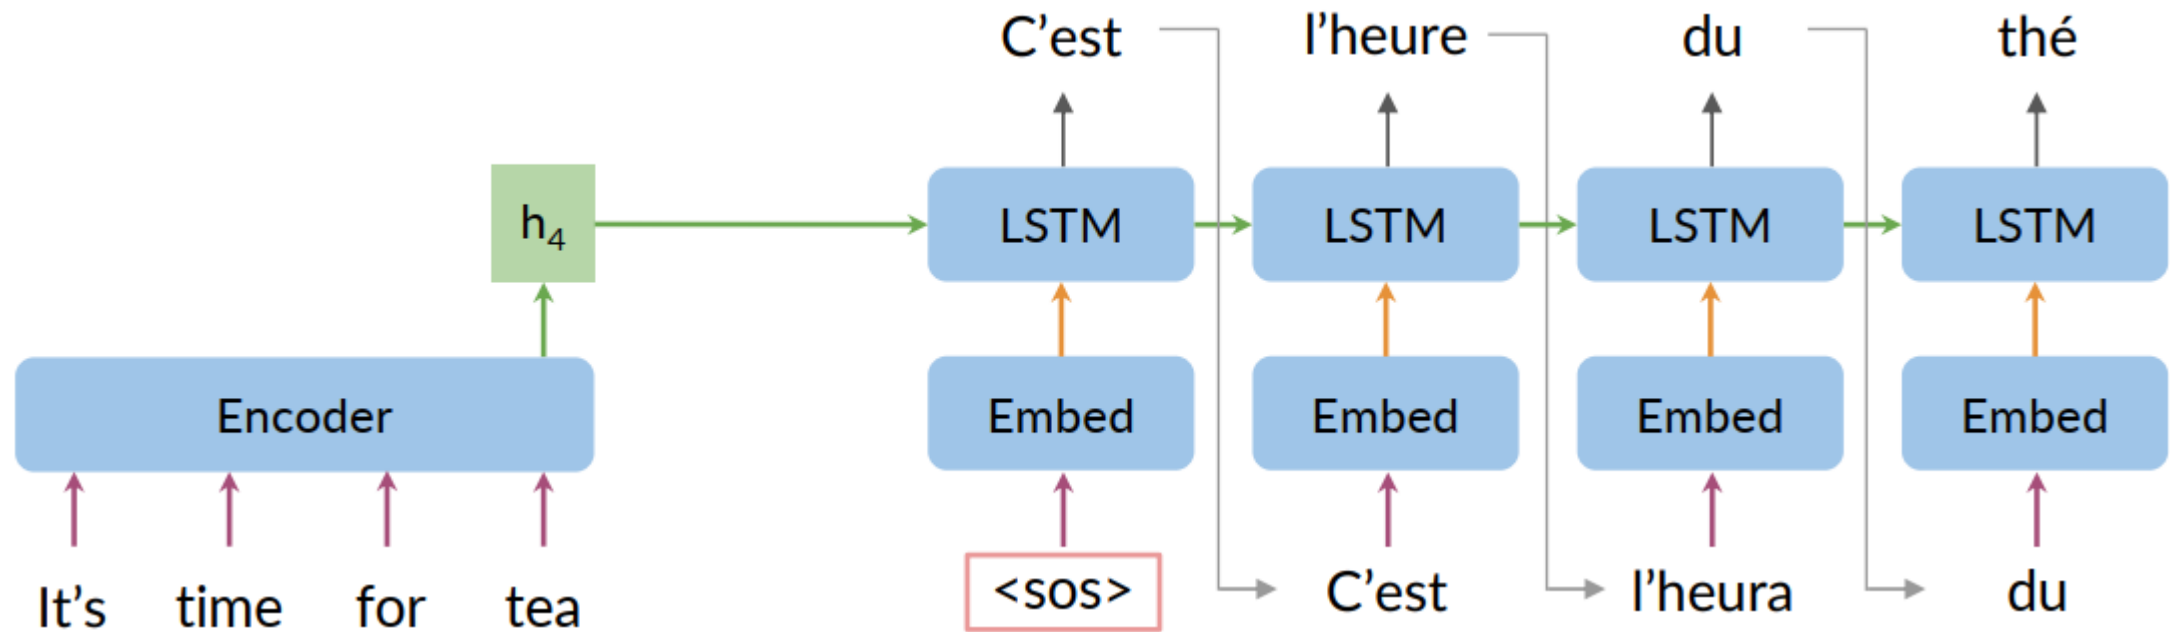 C’est l’heure du thé
h4 LSTM LSTM LSTM LSTM
Encoder Embed Embed Embed Embed
It’s time for tea <sos> C’est l’heura du